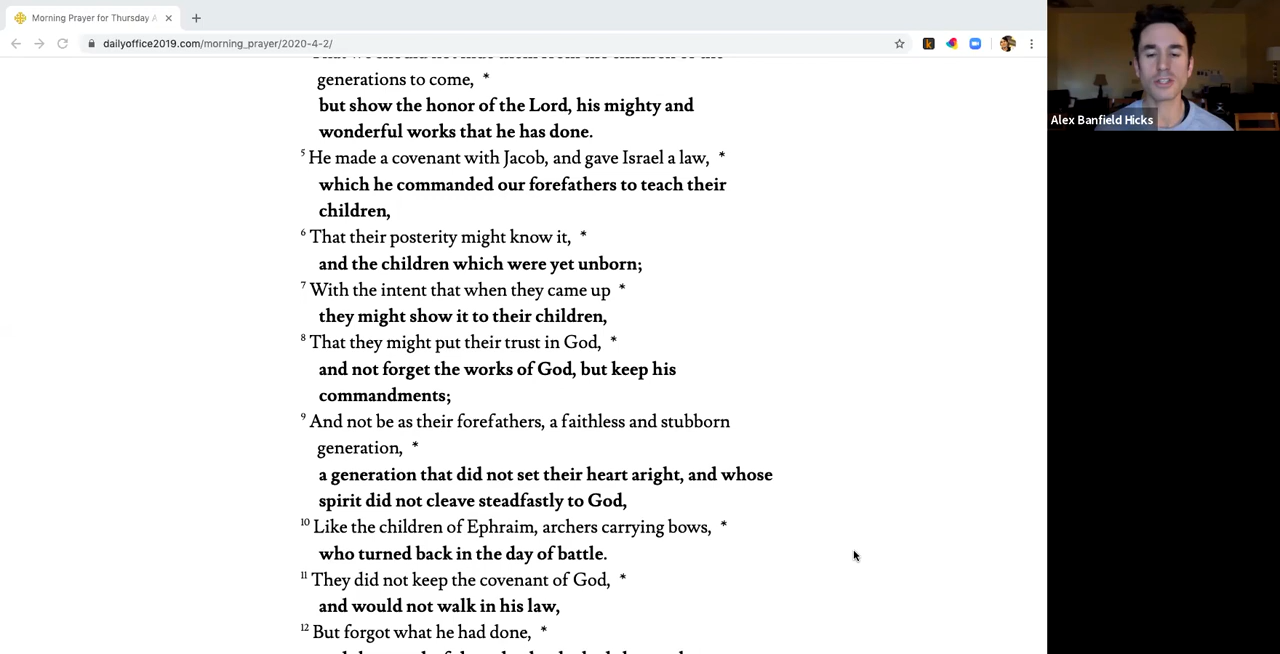 Morning Prayer for Thursday A
dailyoffice2019.com/morning_prayer/2020-4-2/
Alex Banfield Hicks
generations to come, *
but show the honor of the Lord, his mighty and
wonderful works that he has done.
5 He made a covenant with Jacob, and gave Israel a law, *
which he commanded our forefathers to teach their
children,
6 That their posterity might know it, *
and the children which were yet unborn;
7 With the intent that when they came up *
they might show it to their children,
8 That they might put their trust in God, *
and not forget the works of God, but keep his
commandments;
9 And not be as their forefathers, a faithless and stubborn
generation, *
a generation that did not set their heart aright, and whose
spirit did not cleave steadfastly to God,
10 Like the children of Ephraim, archers carrying bows, *
who turned back in the day of battle.
11 They did not keep the covenant of God, *
and would not walk in his law,
12 But forgot what he had done, *